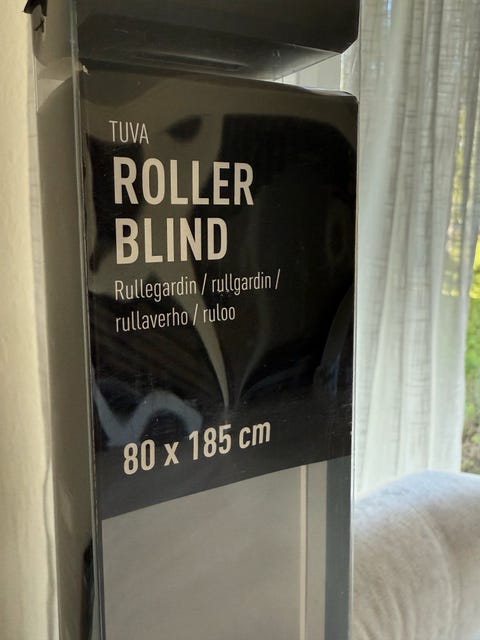 TUVA
ROLLER
BLIND
Rullegardin / rullgardin /
rullaverho / ruloo
80 x 185 cm